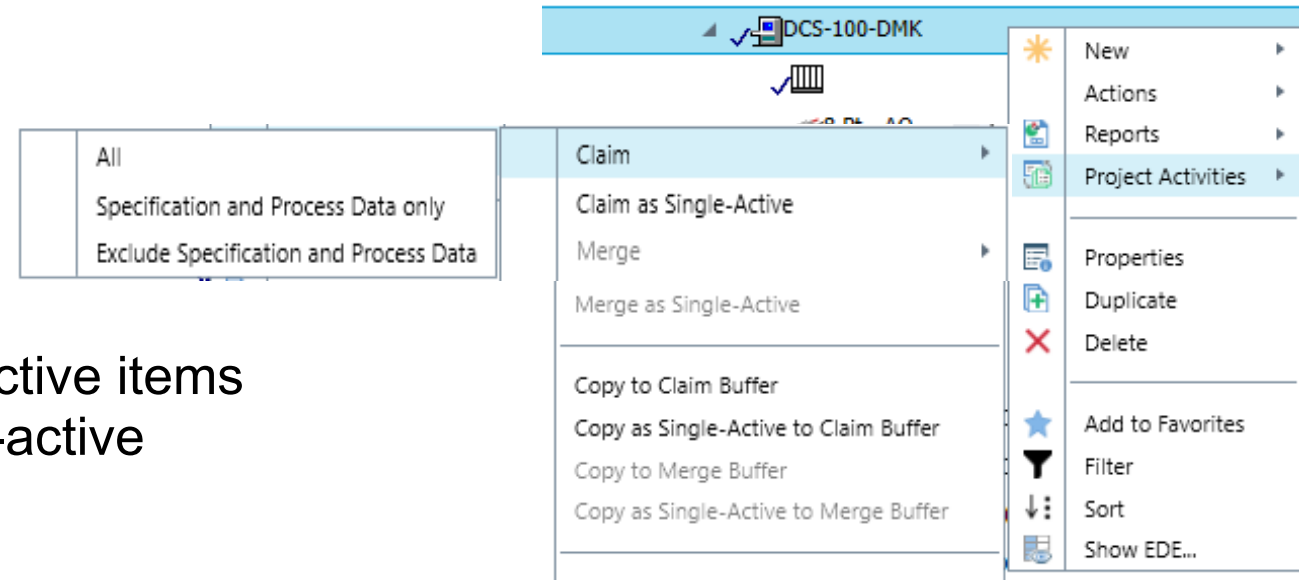 DCS-100-DMK
New
Actions
Reports
Project Activities
Properties
Duplicate
Delete
Add to Favorites
Filter
Sort
Show EDE...
Claim
Claim as Single-Active
Merge
Merge as Single-Active
Copy to Claim Buffer
Copy as Single-Active to Claim Buffer
Copy to Merge Buffer
Copy as Single-Active to Merge Buffer
All
Specification and Process Data only
Exclude Specification and Process Data
ctive items
-active